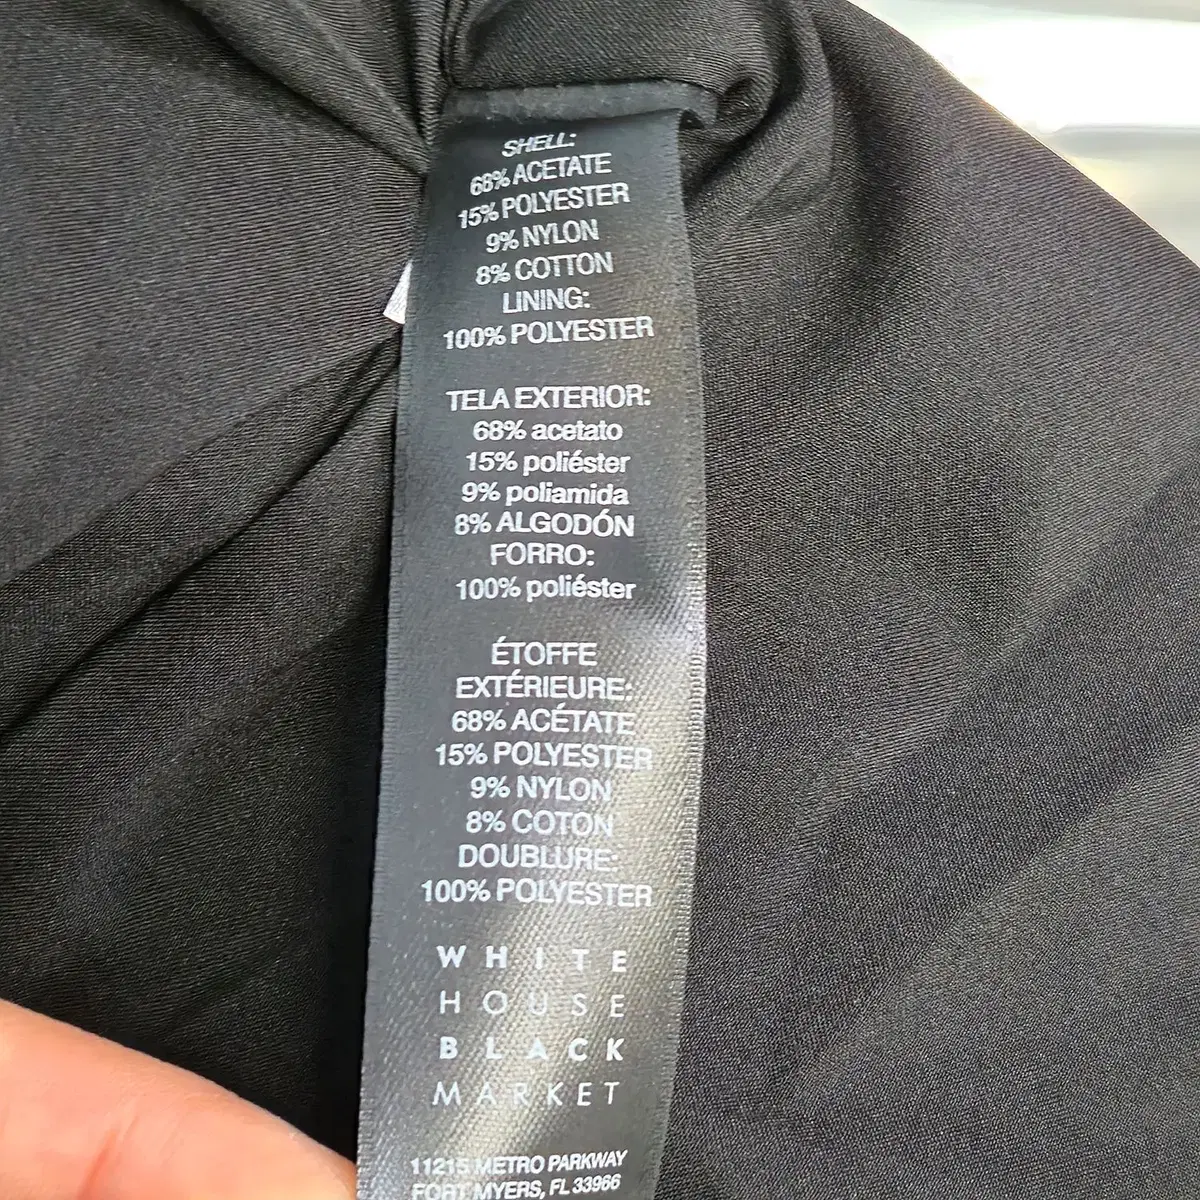 SHELL:
68% ACETATE
15% POLYESTER
9% NYLON
8% COTTON
LINING:
100% POLYESTER
TELA EXTERIOR:
68% acetato
15% poliéster
9% poliamida
8% ALGODÓN
FORRO:
100% poliéster
ÉTOFFE
EXTÉRIEURE:
68% ACÉTATE
15% POLYESTER
9% NYLON
8% COTON
DOUBLURE:
100% POLYESTER
WHITE
HOUSE
BLACK
MARKET
11215 METRO PARKWAY
FORT MYERS, FL 33966